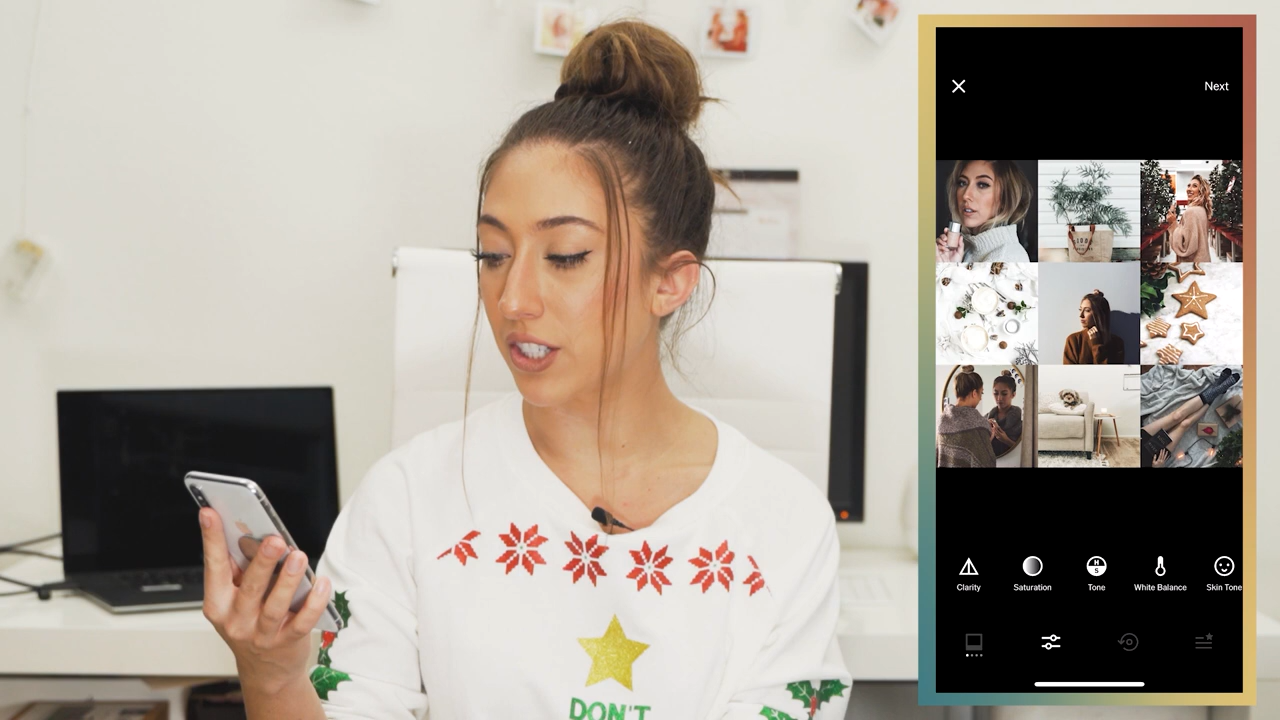 DON'T
Next
Clarity
Saturation
H
S
Tone
White Balance
Skin Tone